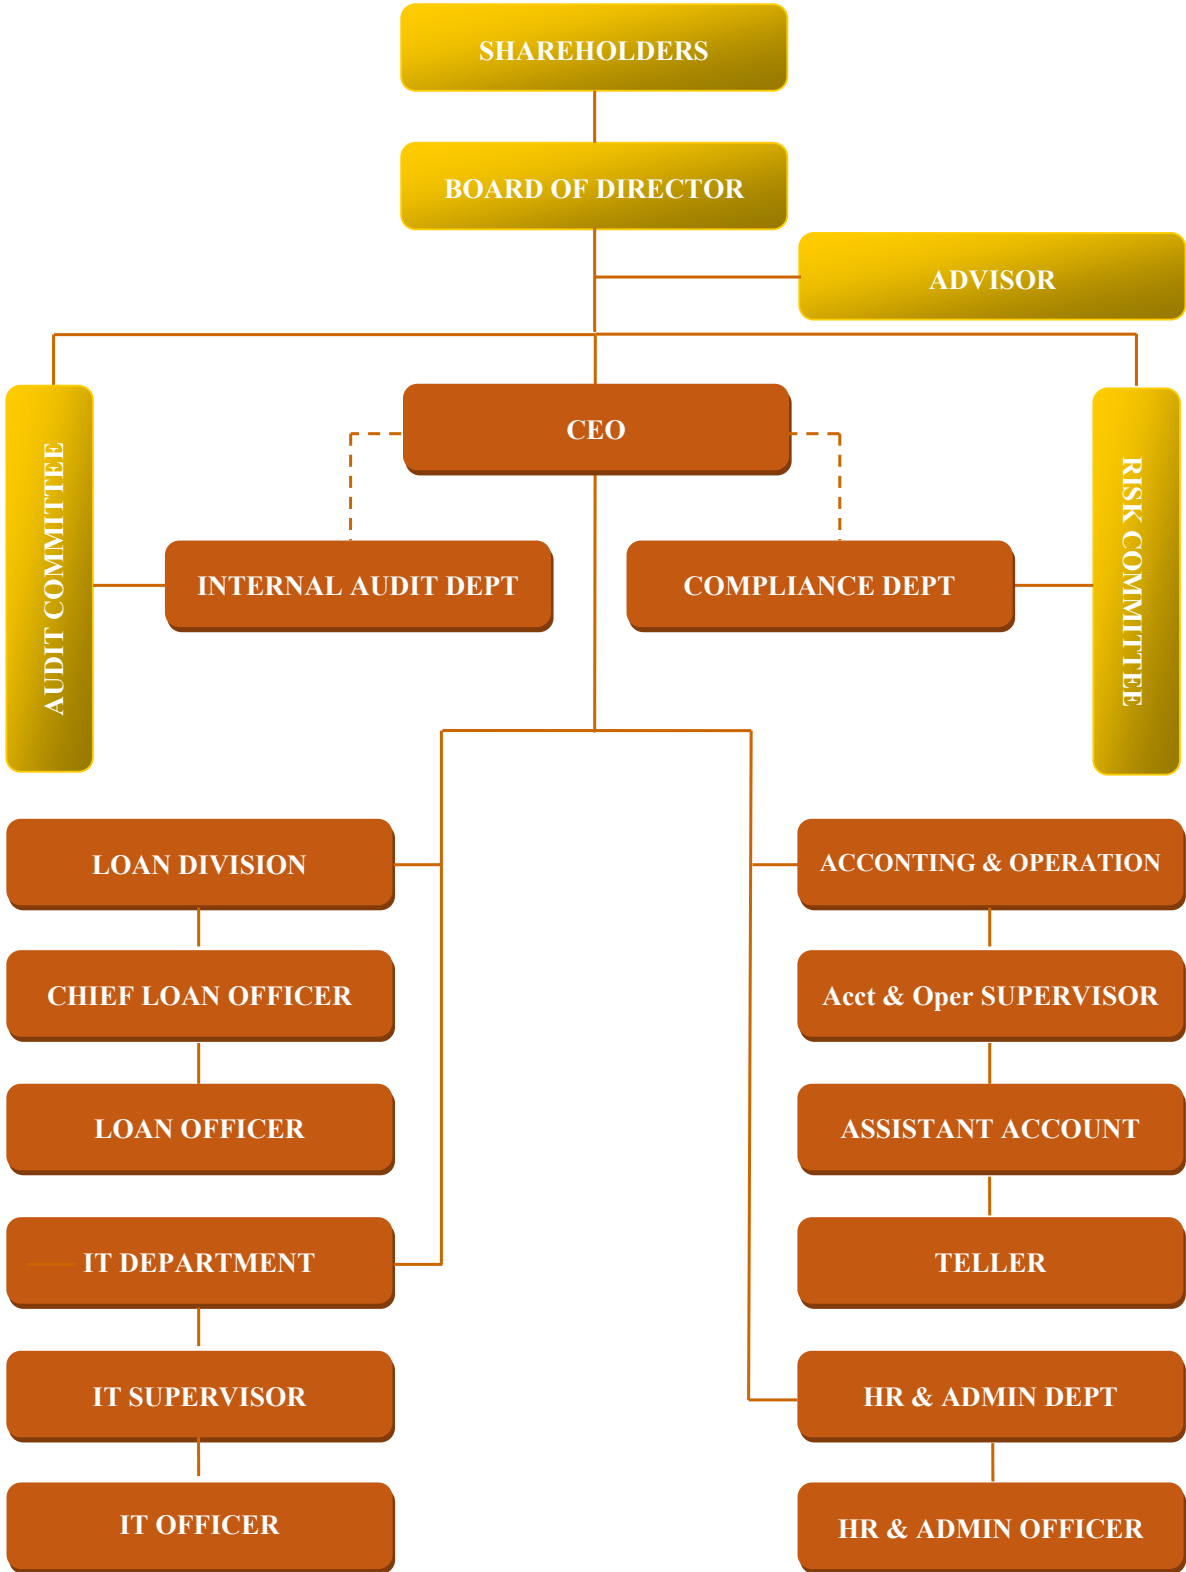 SHAREHOLDERS
BOARD OF DIRECTOR
ADVISOR
CEO
AUDIT COMMITTEE
RISK COMMITTEE
INTERNAL AUDIT DEPT
COMPLIANCE DEPT
LOAN DIVISION
CHIEF LOAN OFFICER
LOAN OFFICER
IT DEPARTMENT
IT SUPERVISOR
IT OFFICER
ACCONTING & OPERATION
Acct & Oper SUPERVISOR
ASSISTANT ACCOUNT
TELLER
HR & ADMIN DEPT
HR & ADMIN OFFICER